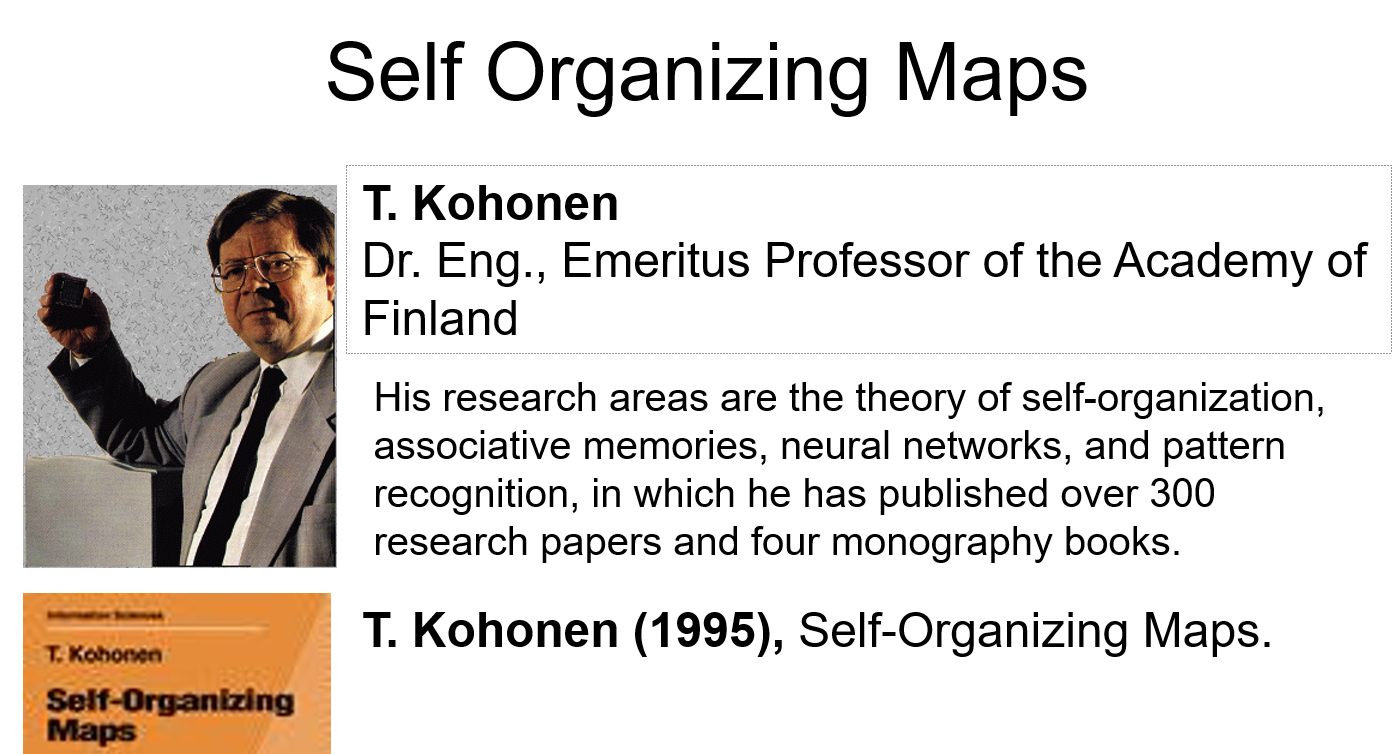 Self Organizing Maps
T. Kohonen
Dr. Eng., Emeritus Professor of the Academy of
Finland
His research areas are the theory of self-organization,
associative memories, neural networks, and pattern
recognition, in which he has published over 300
research papers and four monography books.
T. Kohonen (1995), Self-Organizing Maps.
Information Sciences
T. Kohonen
Self-Organizing
Maps